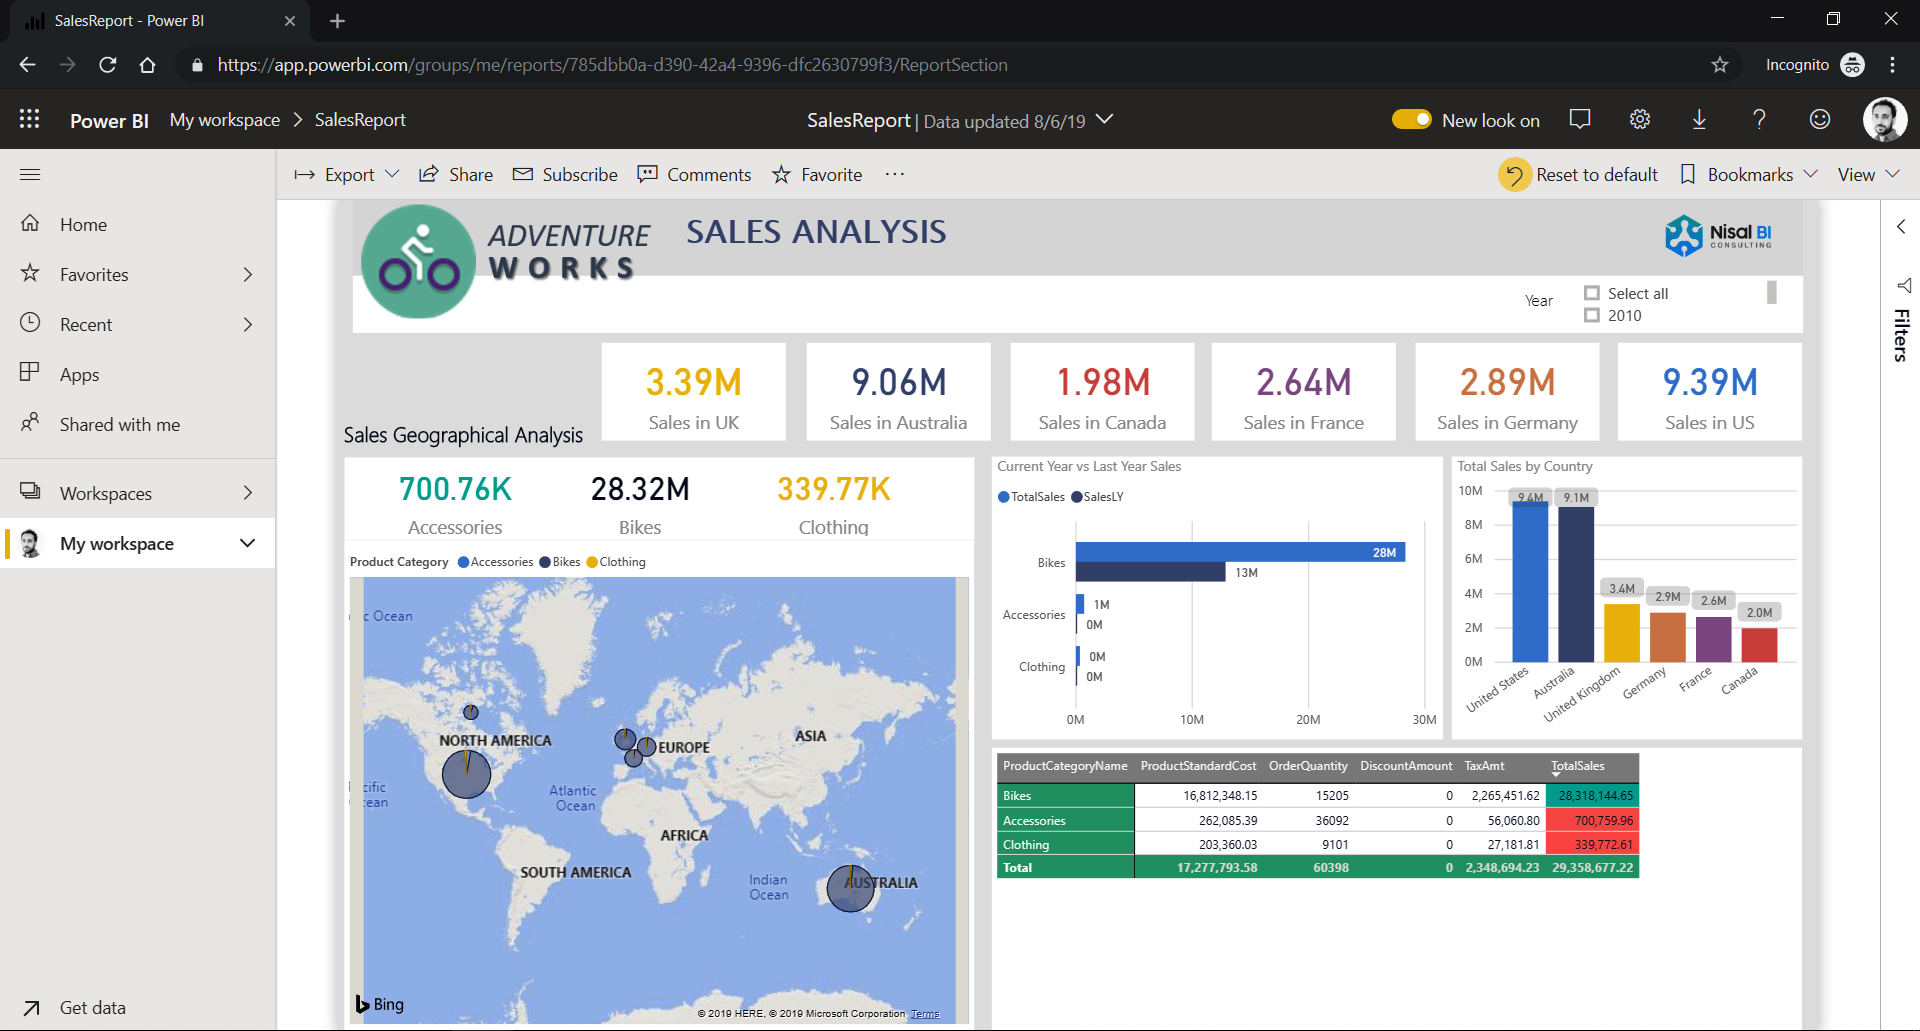 SalesReport - Power BI
https://app.powerbi.com/groups/me/reports/785dbb0a-d390-42a4-9396-dfc2630799f3/ReportSection
Incognito
Power BI My workspace > SalesReport
SalesReport | Data updated 8/6/19
New look on
Export Share Subscribe Comments Favorite ...
Reset to default Bookmarks View
Home
Favorites
Recent
Apps
Shared with me
Workspaces
My workspace
Get data
ADVENTURE
WORKS
SALES ANALYSIS
Nisal BI
CONSULTING
Year
Select all
2010
Filters
3.39M
Sales in UK
9.06M
Sales in Australia
1.98M
Sales in Canada
2.64M
Sales in France
2.89M
Sales in Germany
9.39M
Sales in US
Sales Geographical Analysis
700.76K
Accessories
28.32M
Bikes
339.77K
Clothing
Product Category Accessories Bikes Clothing
c Ocean
NORTH AMERICA
EUROPE
ASIA
cific
cean
Atlantic
Ocean
AFRICA
SOUTH AMERICA
Indian
Ocean
AUSTRALIA
Bing
© 2019 HERE, © 2019 Microsoft Corporation Terms
Current Year vs Last Year Sales
TotalSales SalesLY
Bikes
28M
13M
Accessories
1M
0M
Clothing
0M
0M
0M 10M 20M 30M
Total Sales by Country
10M
8M
6M
4M
2M
0M
9.4M 9.1M 3.4M 2.9M 2.6M 2.0M
United States Australia United Kingdom Germany France Canada
ProductCategoryName ProductStandardCost OrderQuantity DiscountAmount TaxAmt TotalSales
Bikes 16,812,348.15 15205 0 2,265,451.62 28,318,144.65
Accessories 262,085.39 36092 0 56,060.80 700,759.96
Clothing 203,360.03 9101 0 27,181.81 339,772.61
Total 17,277,793.58 60398 0 2,348,694.23 29,358,677.22